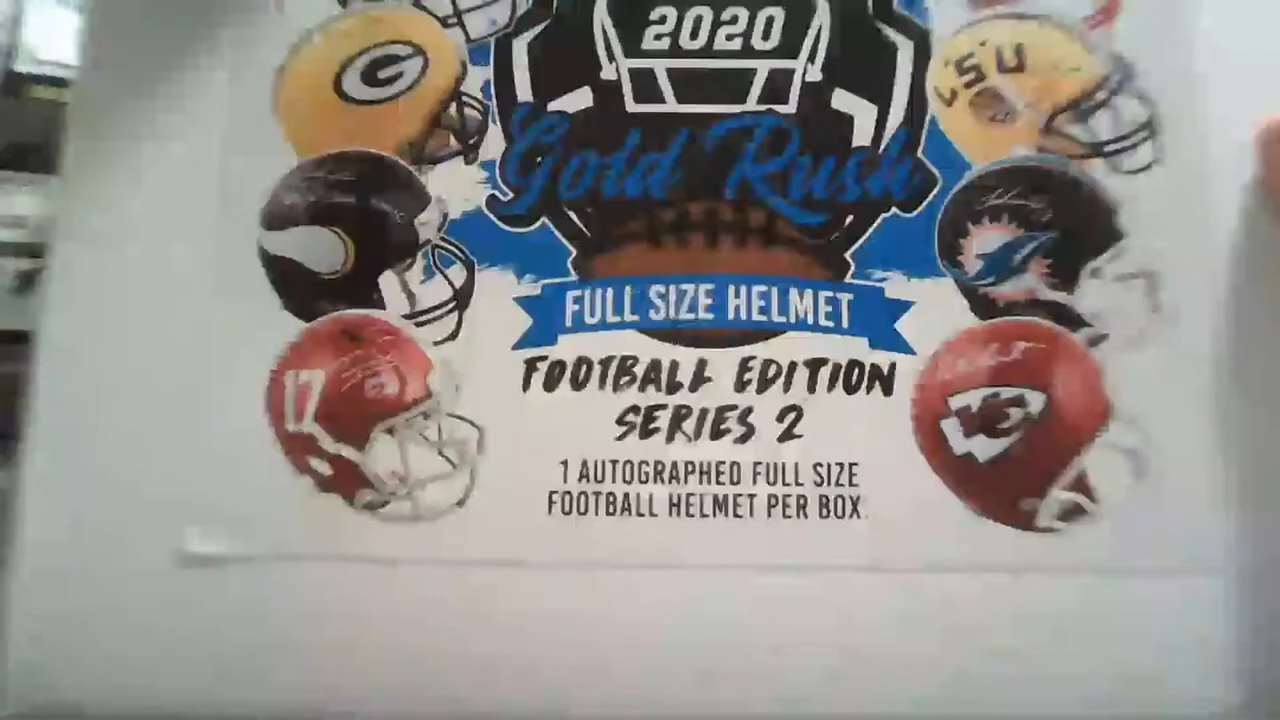 2020
G
LSU
Gold Rush
FULL SIZE HELMET
17
FOOTBALL EDITION
SERIES 2
1 AUTOGRAPHED FULL SIZE
FOOTBALL HELMET PER BOX.